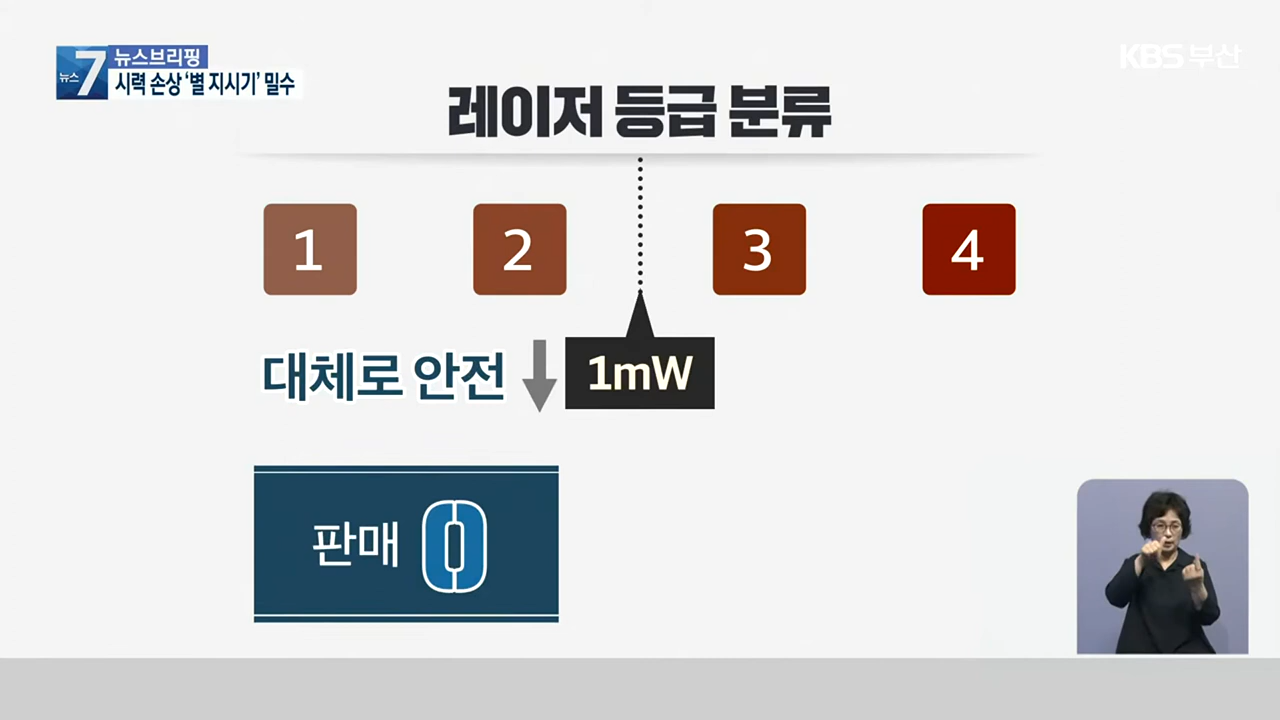 뉴스 7
뉴스브리핑
시력 손상 ‘별 지시기’ 밀수
KBS 부산
레이저 등급 분류
1 2 3 4
대체로 안전 1mW
판매 0